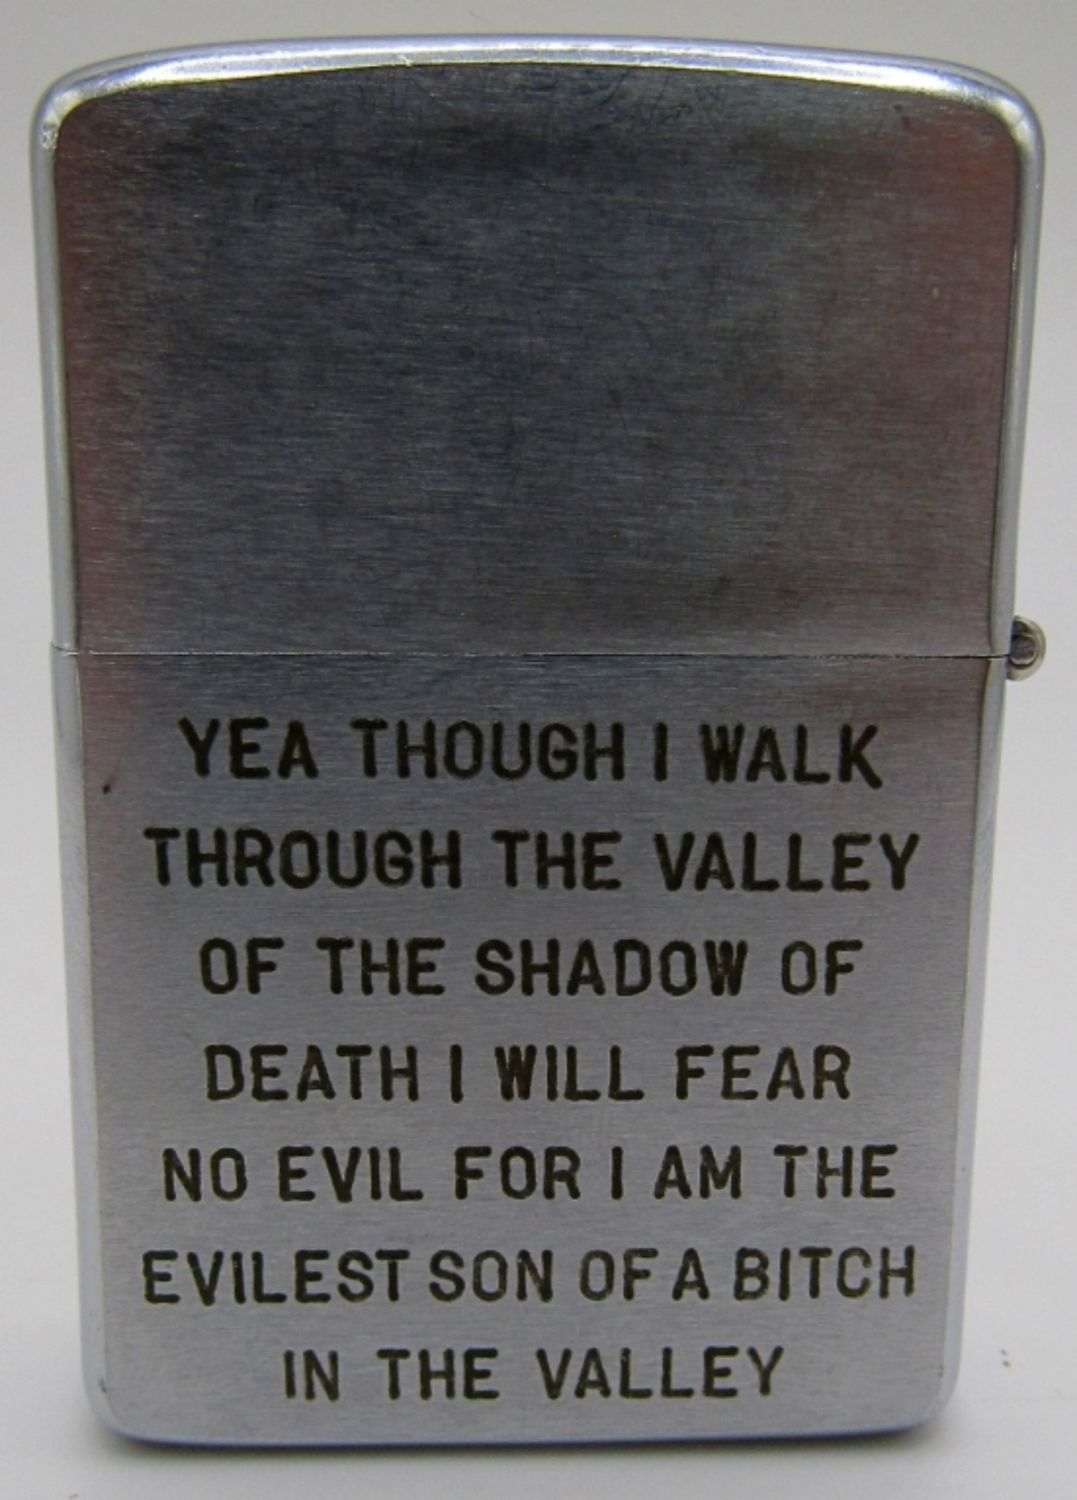 YEA THOUGH I WALK
THROUGH THE VALLEY
OF THE SHADOW OF
DEATH I WILL FEAR
NO EVIL FOR I AM THE
EVILEST SON OF A BITCH
IN THE VALLEY